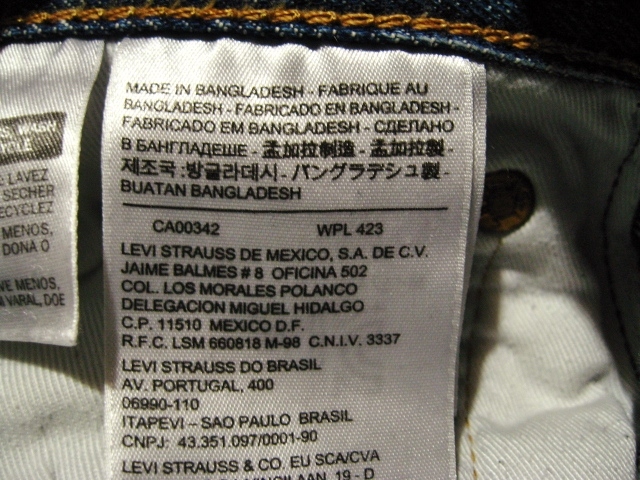 LAVEZ
SECHER
RECYCLEZ
MENOS,
DONA O
MENOS,
VARAL, DOE
MADE IN BANGLADESH - FABRIQUE AU
BANGLADESH - FABRICADO EN BANGLADESH -
FABRICADO EM BANGLADESH - СДЕЛАНО
В БАНГЛАДЕШЕ - 孟加拉制造 - 孟加拉製 -
제조국 : 방글라데시 - バングラデシュ製 -
BUATAN BANGLADESH
CA00342 WPL 423
LEVI STRAUSS DE MEXICO, S.A. DE C.V.
JAIME BALMES # 8 OFICINA 502
COL. LOS MORALES POLANCO
DELEGACION MIGUEL HIDALGO
C.P. 11510 MEXICO D.F.
R.F.C. LSM 660818 M-98 C.N.I.V. 3337
LEVI STRAUSS DO BRASIL
AV. PORTUGAL, 400
06990-110
ITAPEVI – SAO PAULO BRASIL
CNPJ: 43.351.097/0001-90
LEVI STRAUSS & CO. EU SCA/CVA
19 - D